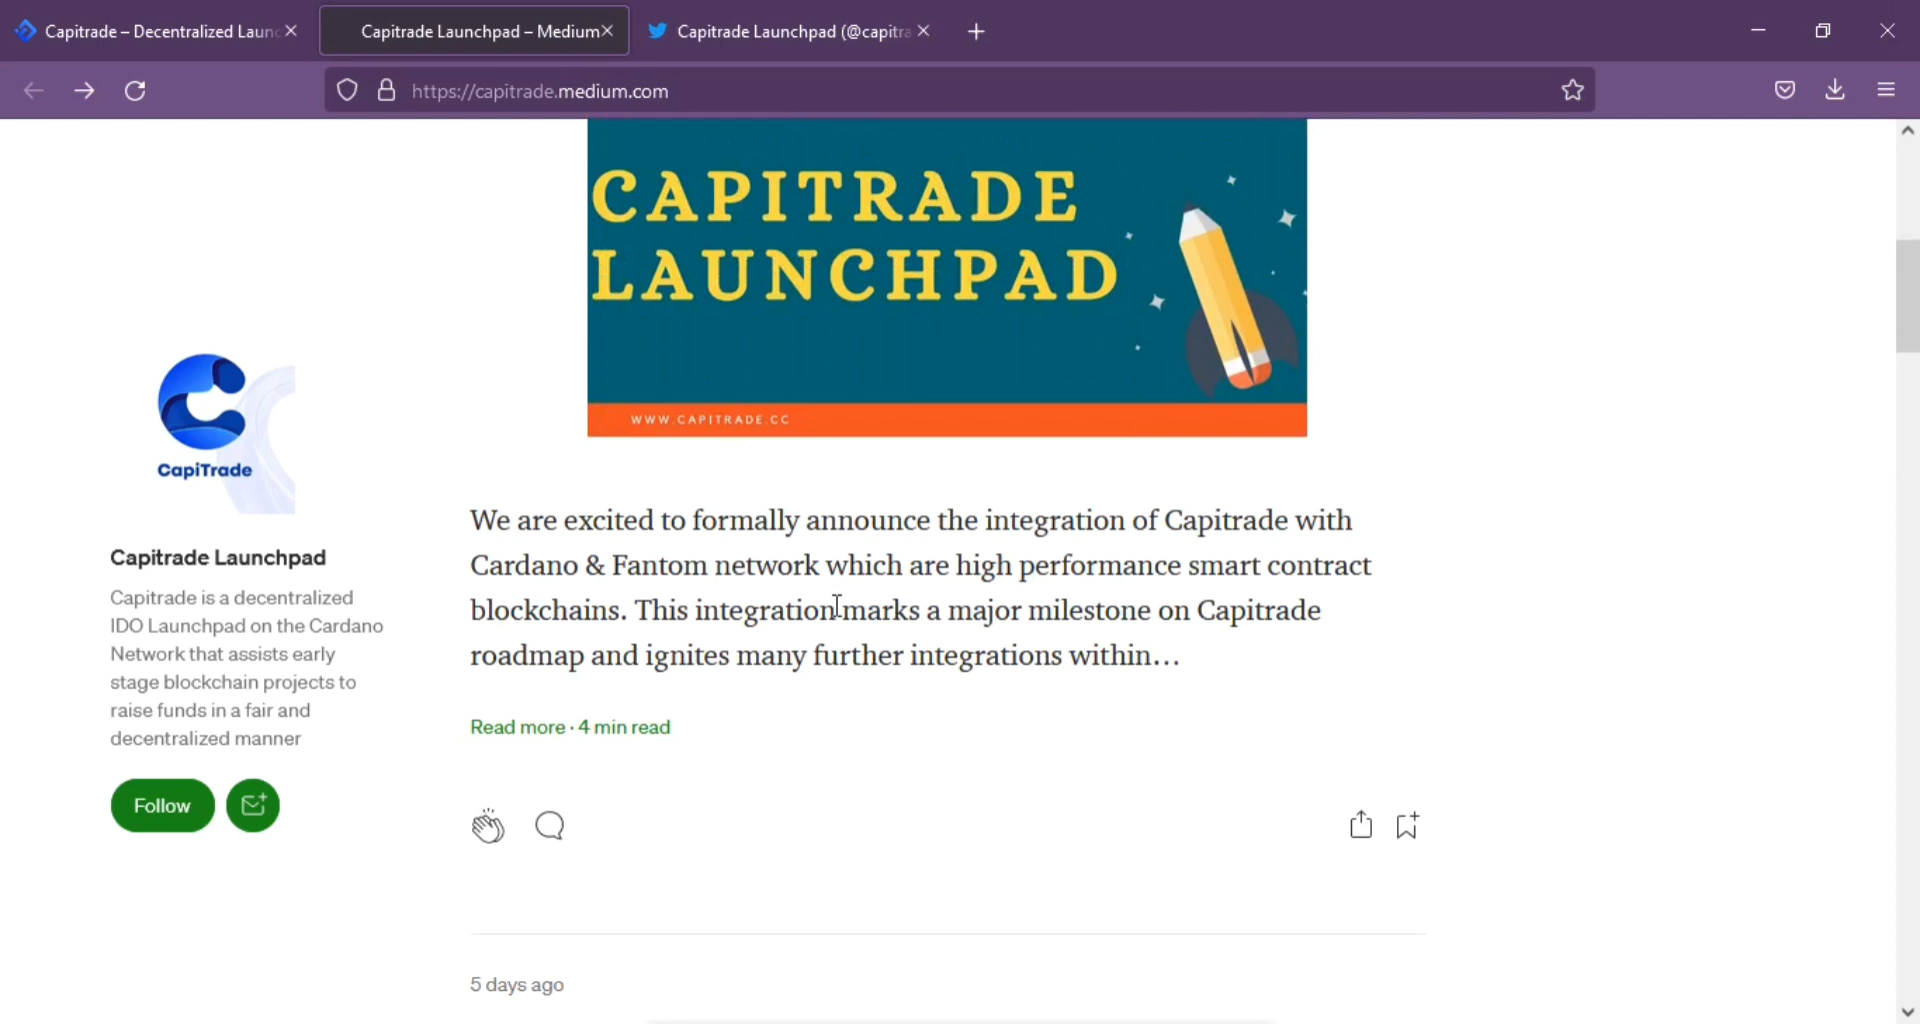 Capitrade – Decentralized Laun
Capitrade Launchpad – Medium
Capitrade Launchpad (@capitra
https://capitrade.medium.com
CAPITRADE
LAUNCHPAD
WWW.CAPITRADE.CC
CapiTrade
Capitrade Launchpad
Capitrade is a decentralized
IDO Launchpad on the Cardano
Network that assists early
stage blockchain projects to
raise funds in a fair and
decentralized manner
Follow
We are excited to formally announce the integration of Capitrade with
Cardano & Fantom network which are high performance smart contract
blockchains. This integration marks a major milestone on Capitrade
roadmap and ignites many further integrations within…
Read more · 4 min read
5 days ago